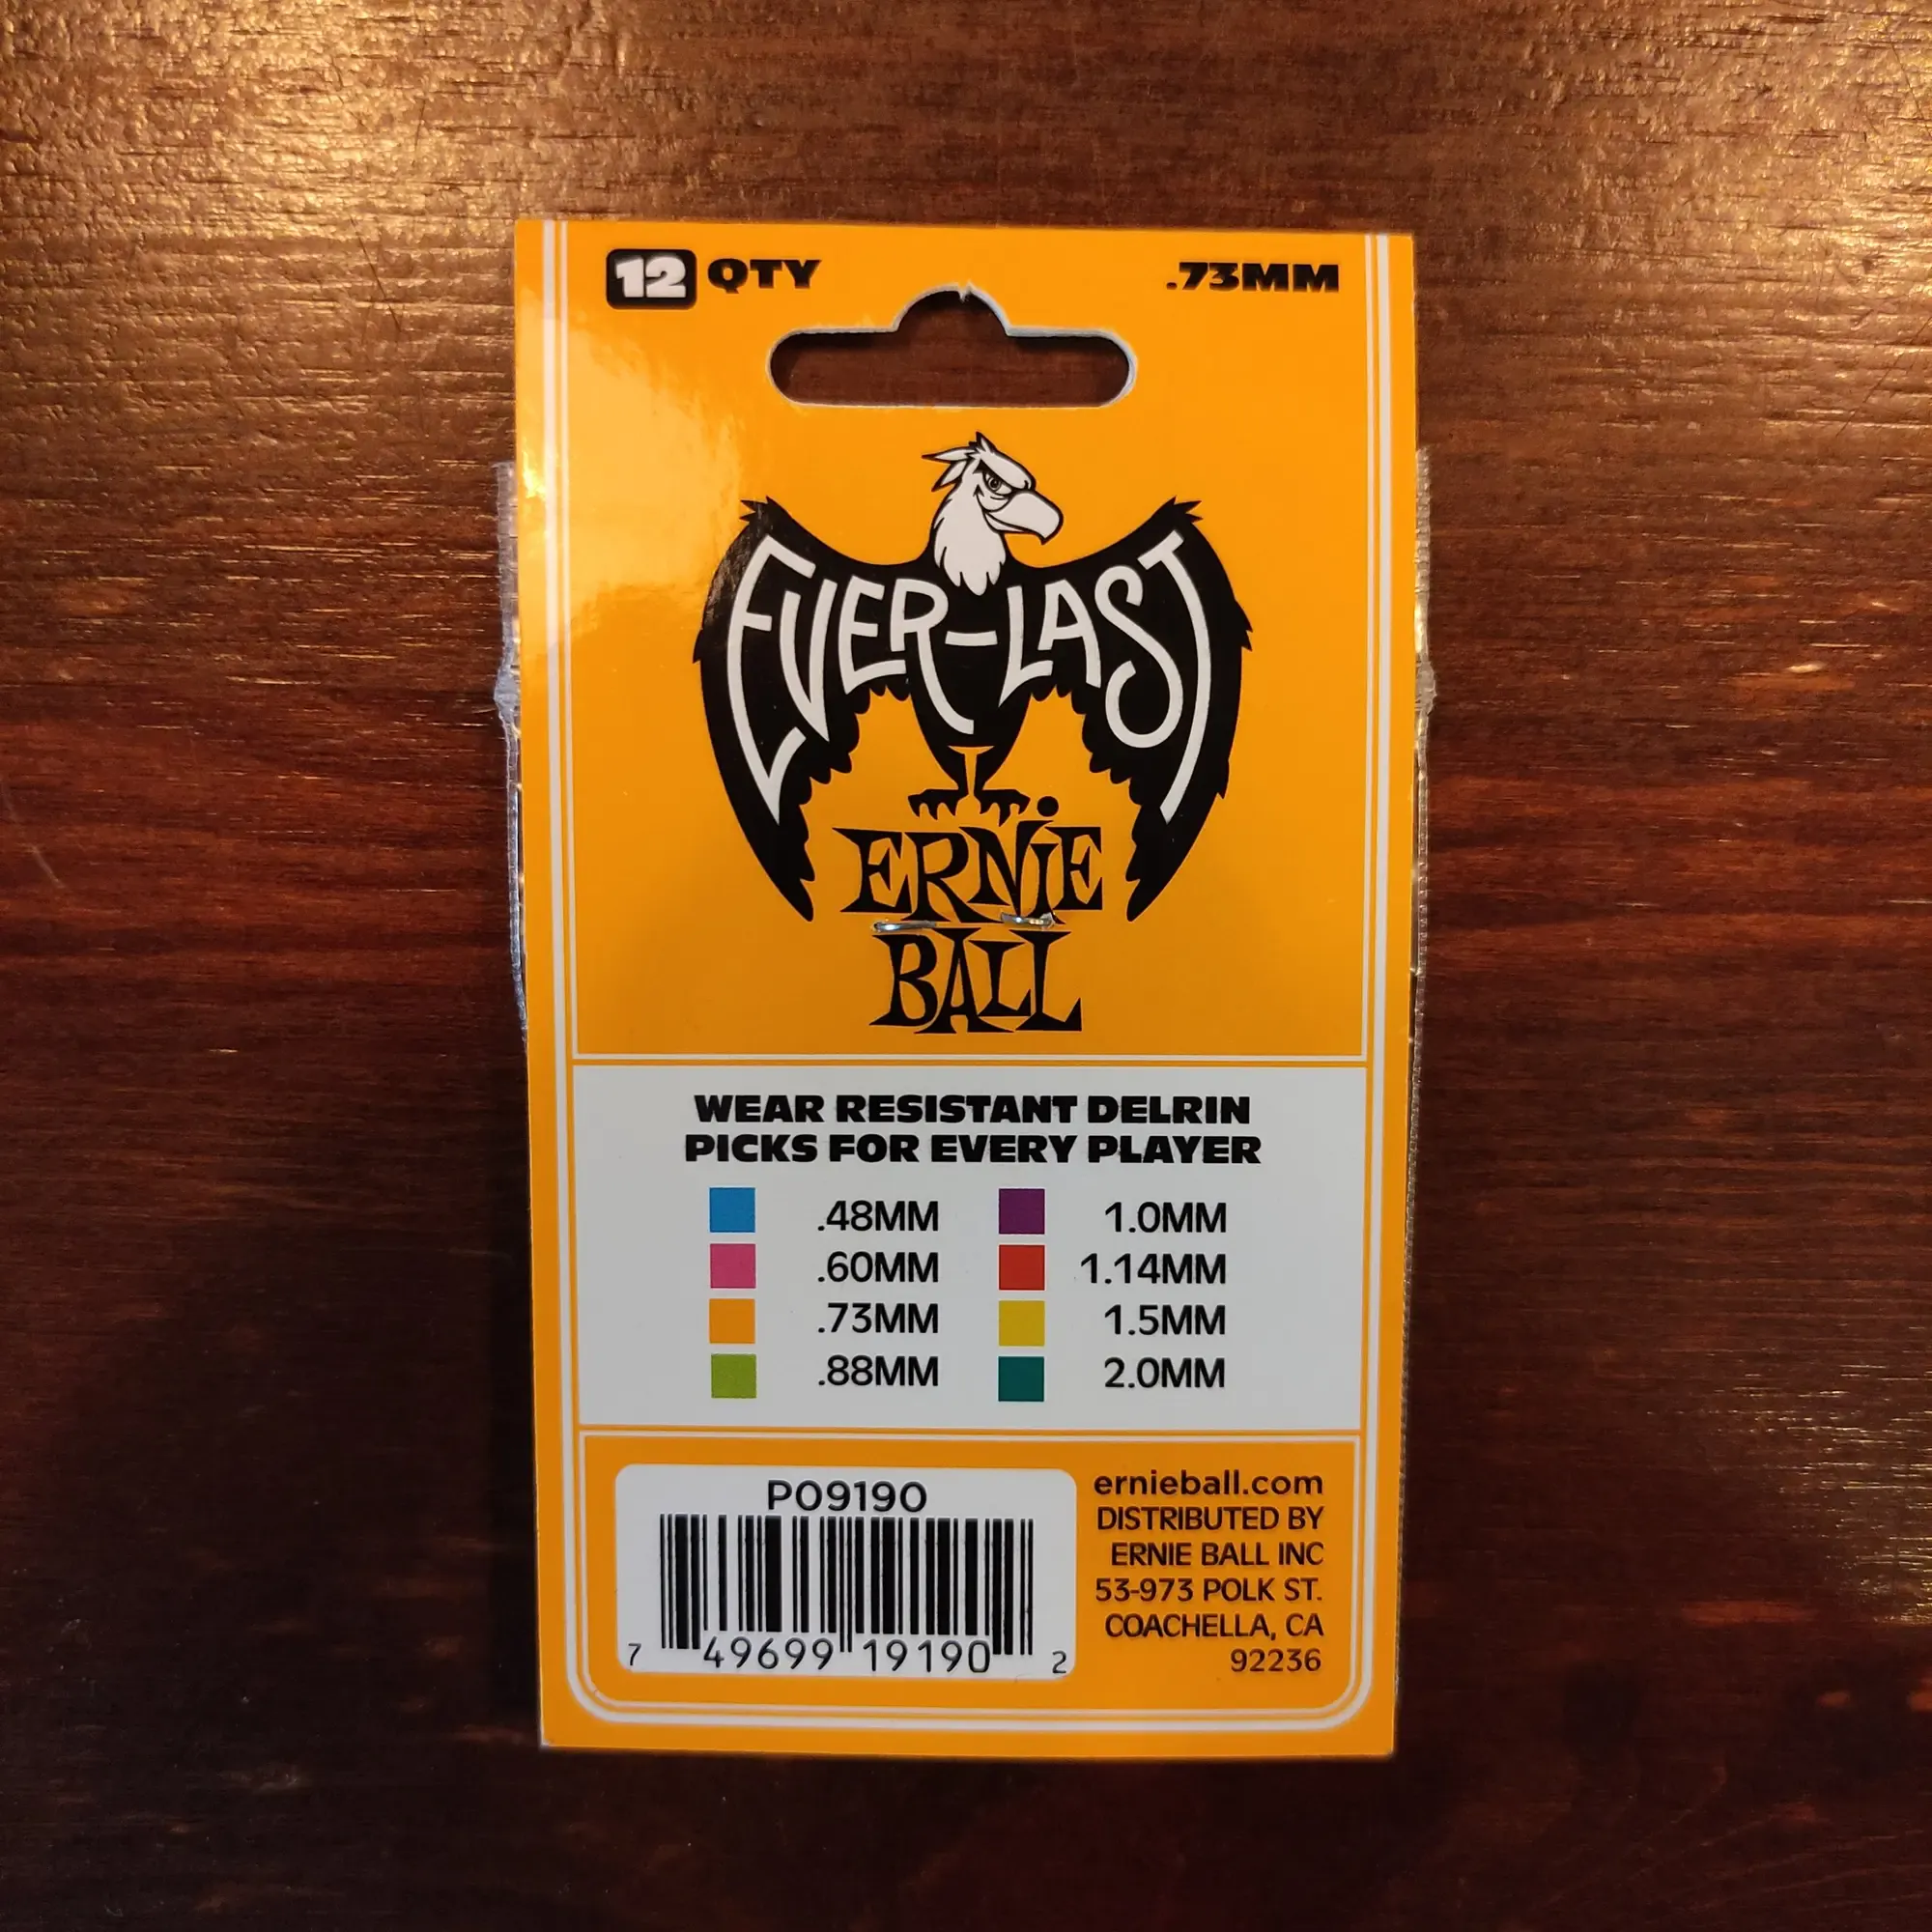 12 QTY
.73MM
EVER-LAST
ERNiE
BALL
WEAR RESISTANT DELRIN
PICKS FOR EVERY PLAYER
.48MM 1.0MM
.60MM 1.14MM
.73MM 1.5MM
.88MM 2.0MM
P09190
7 49699 19190 2
ernieball.com
DISTRIBUTED BY
ERNIE BALL INC
53-973 POLK ST.
COACHELLA, CA
92236